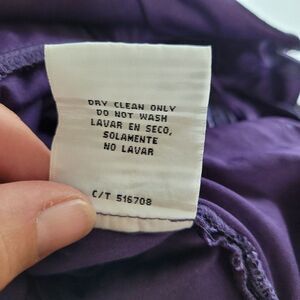 DRY CLEAN ONLY
DO NOT WASH
LAVAR EN SECO,
SOLAMENTE
NO LAVAR
C/T 516708